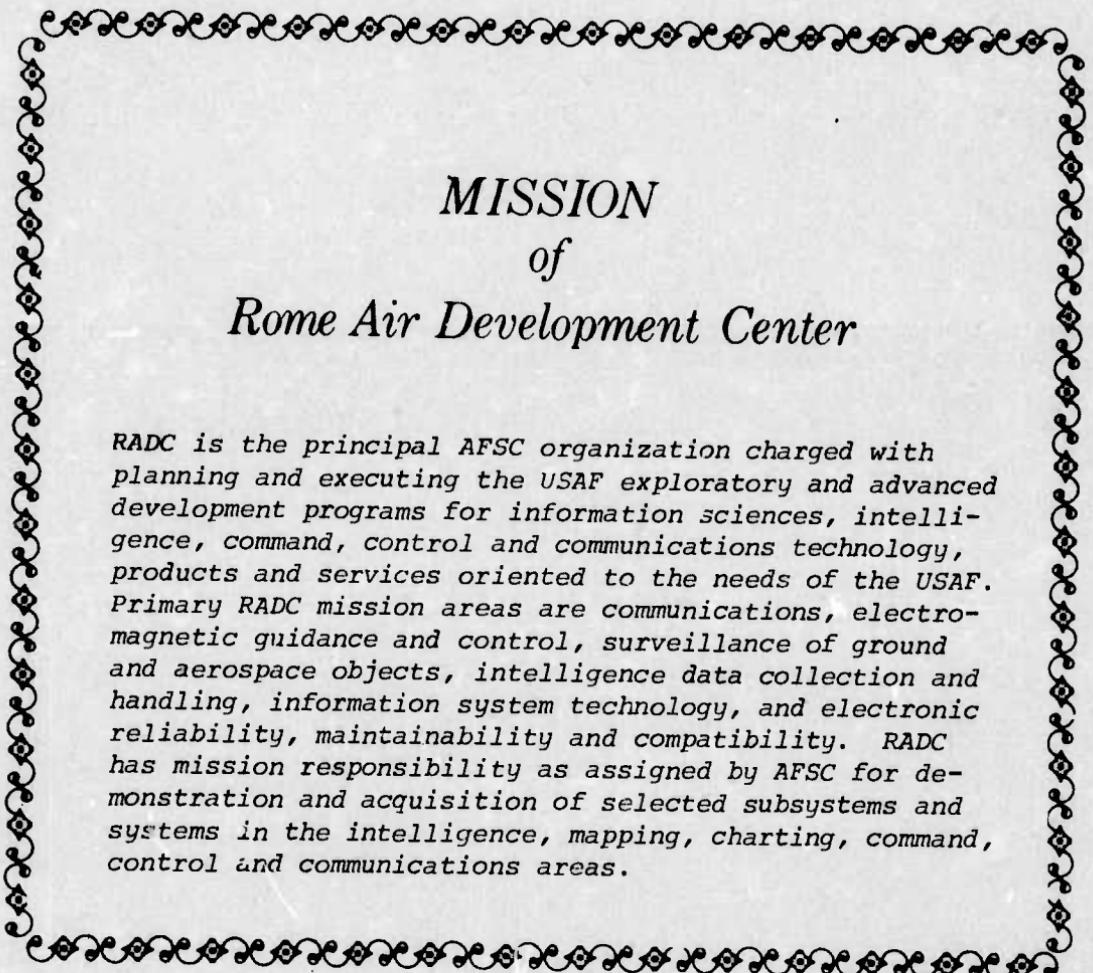 MISSION
of
Rome Air Development Center
RADC is the principal AFSC organization charged with
planning and executing the USAF exploratory and advanced
development programs for information sciences, intelli-
gence, command, control and communications technology,
products and services oriented to the needs of the USAF.
Primary RADC mission areas are communications, electro-
magnetic guidance and control, surveillance of ground
and aerospace objects, intelligence data collection and
handling, information system technology, and electronic
reliability, maintainability and compatibility. RADC
has mission responsibility as assigned by AFSC for de-
monstration and acquisition of selected subsystems and
systems in the intelligence, mapping, charting, command,
control and communications areas.